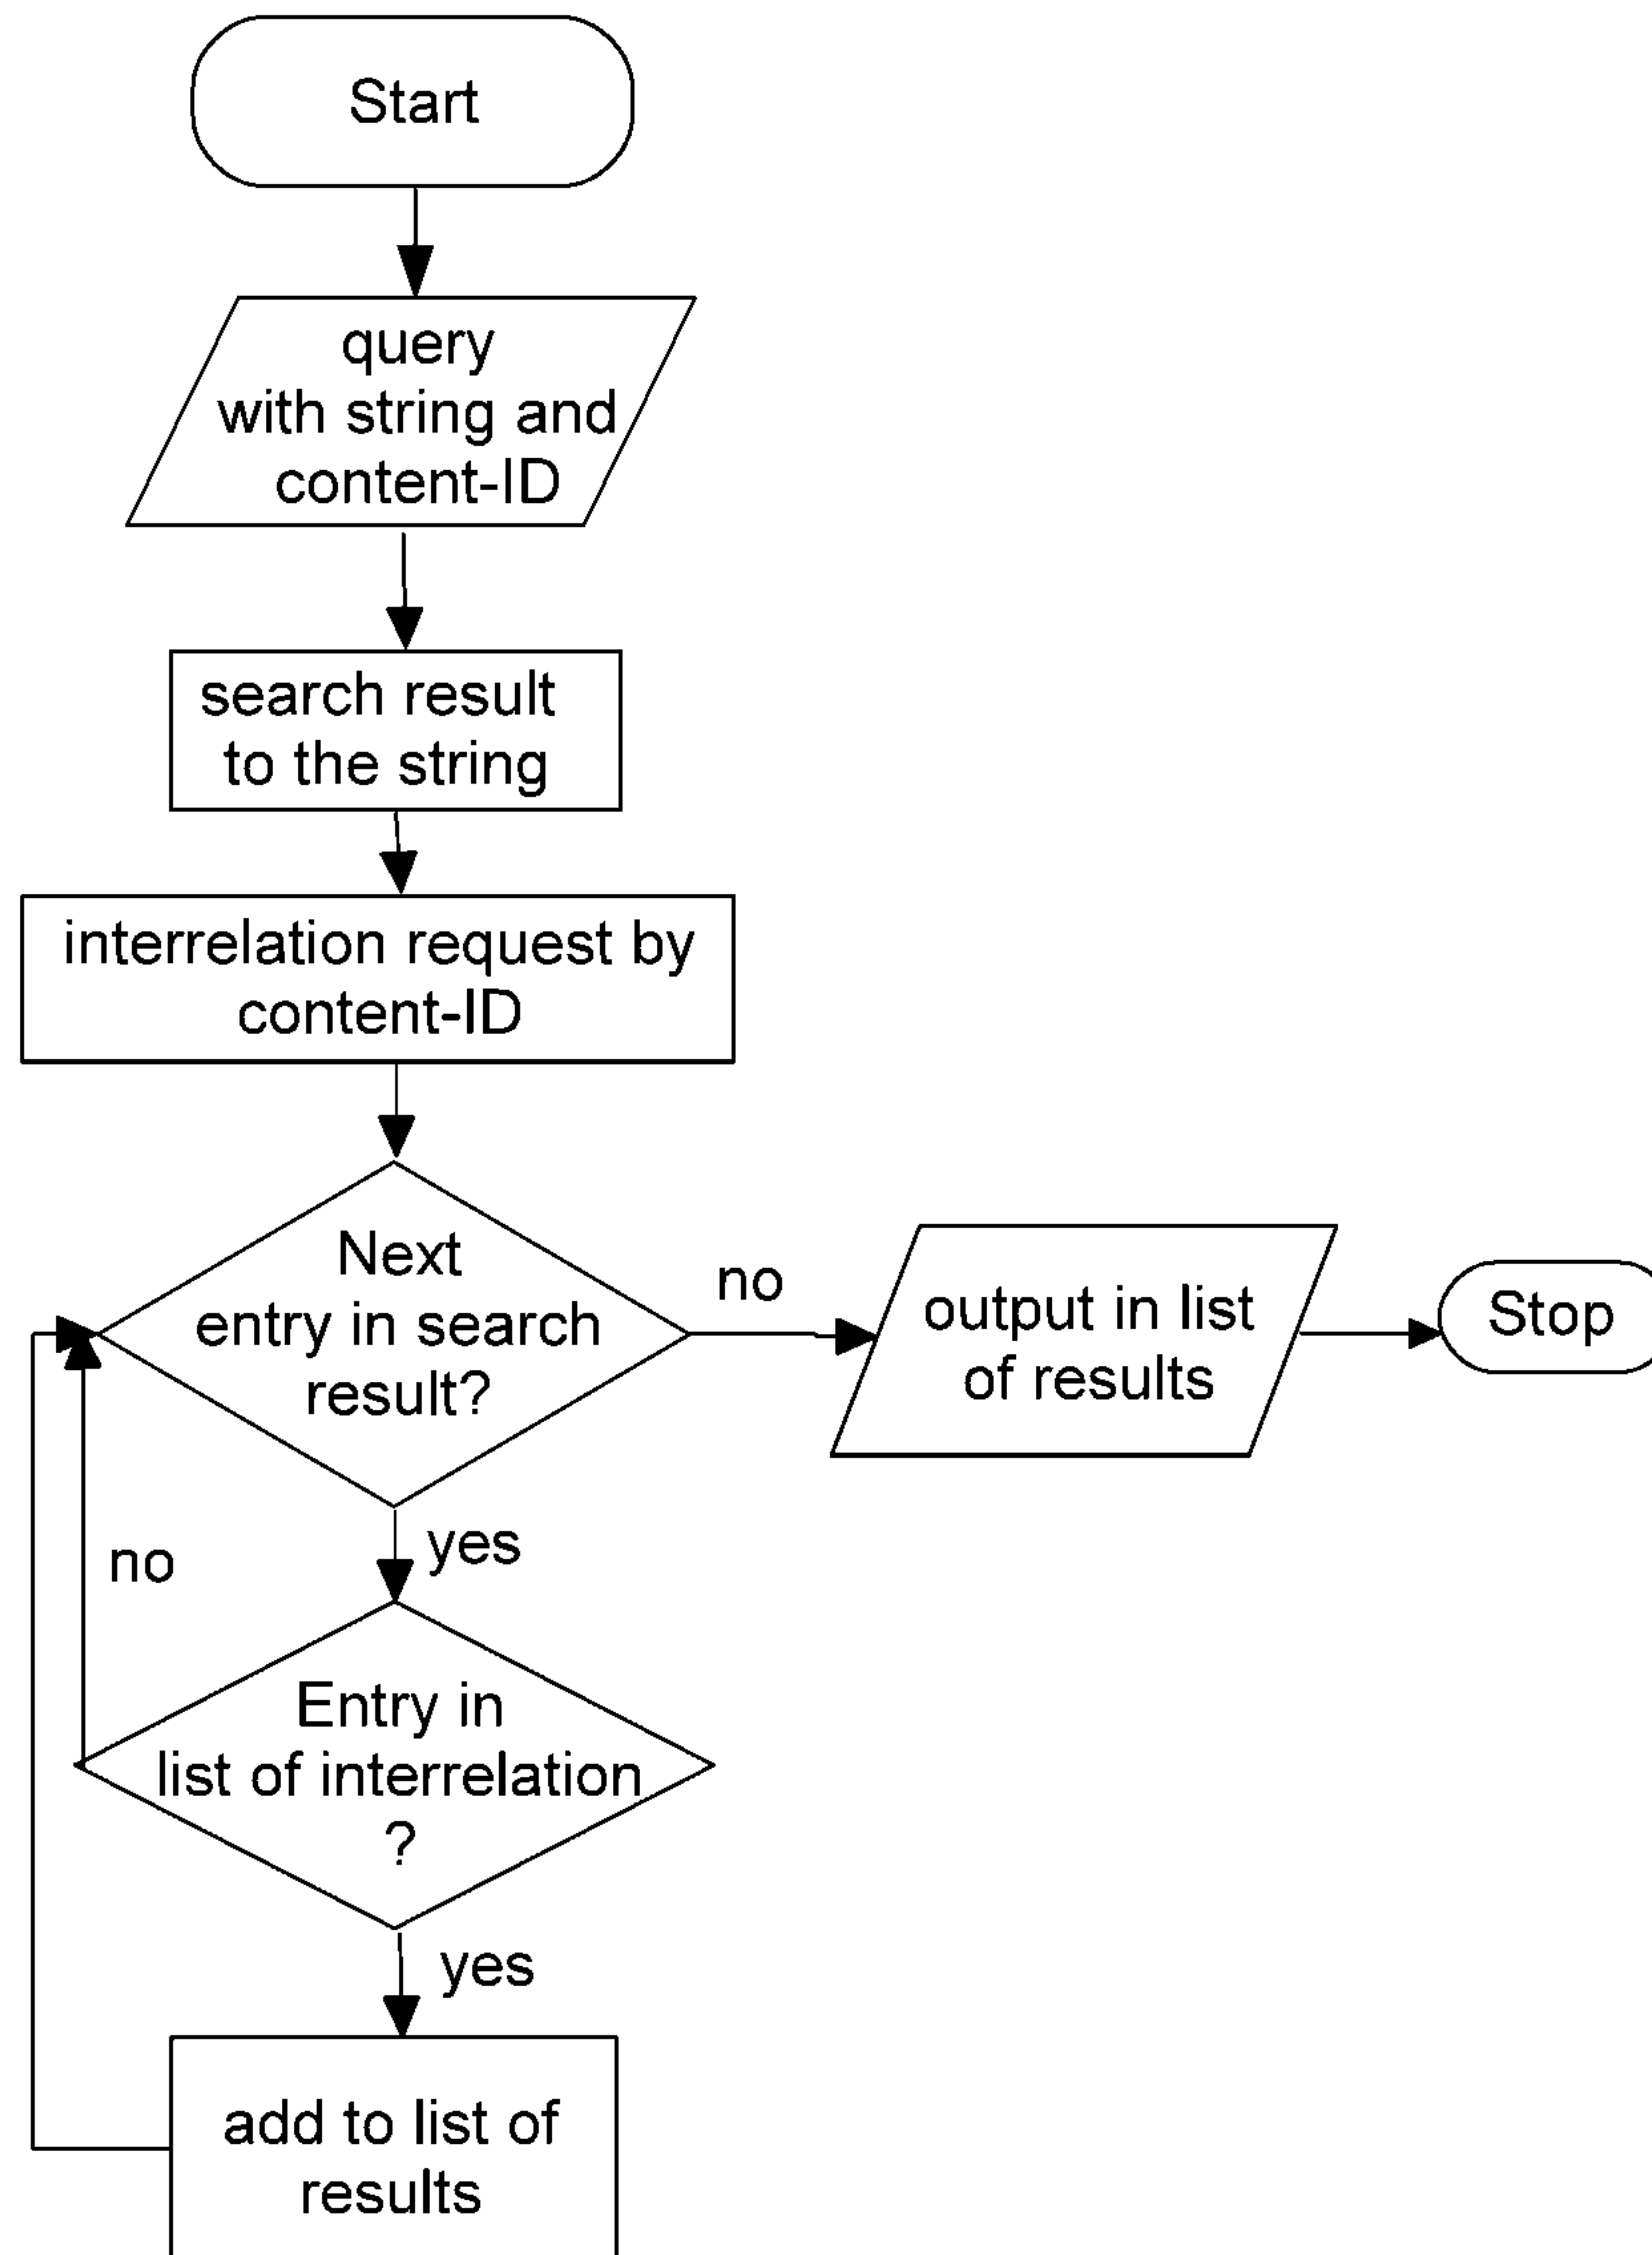 Start
query
with string and
content-ID
search result
to the string
interrelation request by
content-ID
Next
entry in search
result?
no
output in list
of results
Stop
yes
no
Entry in
list of interrelation
?
yes
add to list of
results